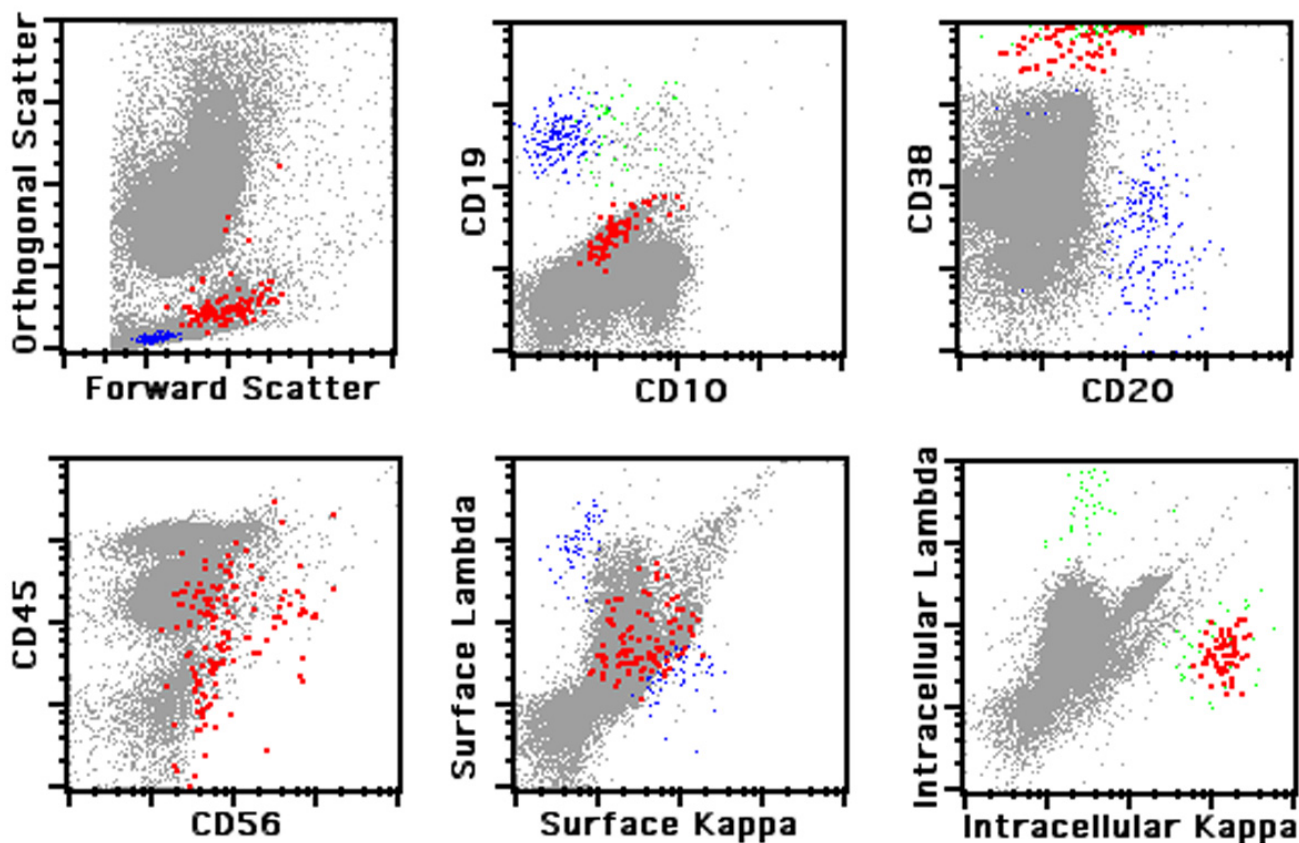 Orthogonal Scatter
Forward Scatter
CD19
CD10
CD38
CD20
CD45
CD56
Surface Lambda
Surface Kappa
Intracellular Lambda
Intracellular Kappa